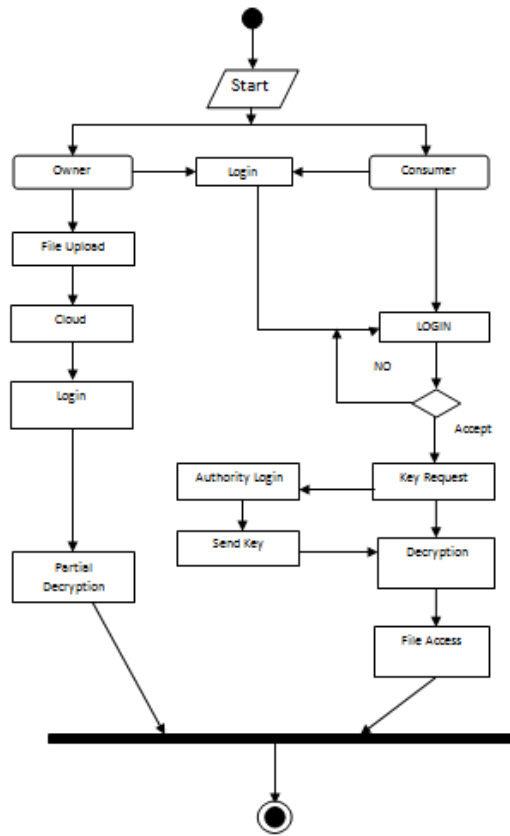 Start
Owner
Login
Consumer
File Upload
Cloud
LOGIN
Login
NO
Accept
Authority Login
Key Request
Send Key
Decryption
Partial
Decryption
File Access